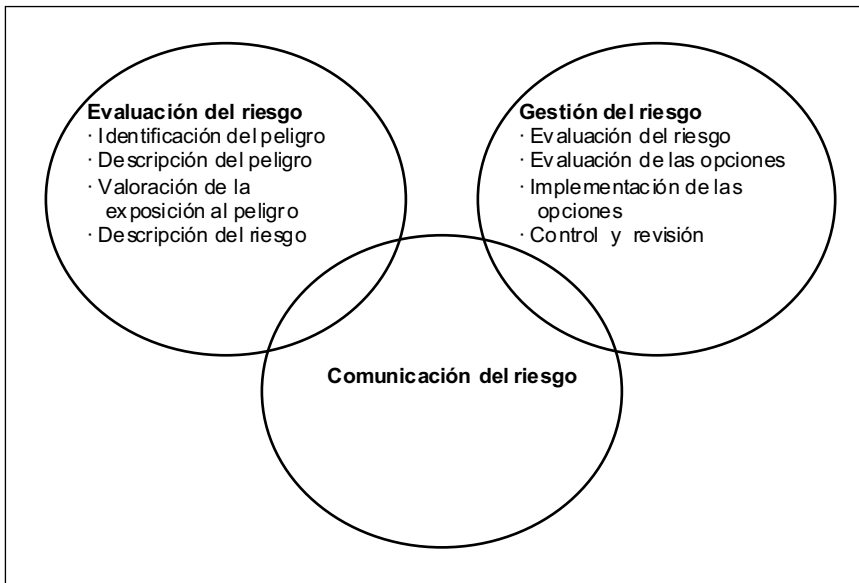 Evaluación del riesgo
· Identificación del peligro
· Descripción del peligro
· Valoración de la
exposición al peligro
· Descripción del riesgo
Gestión del riesgo
· Evaluación del riesgo
· Evaluación de las opciones
· Implementación de las
opciones
· Control y revisión
Comunicación del riesgo